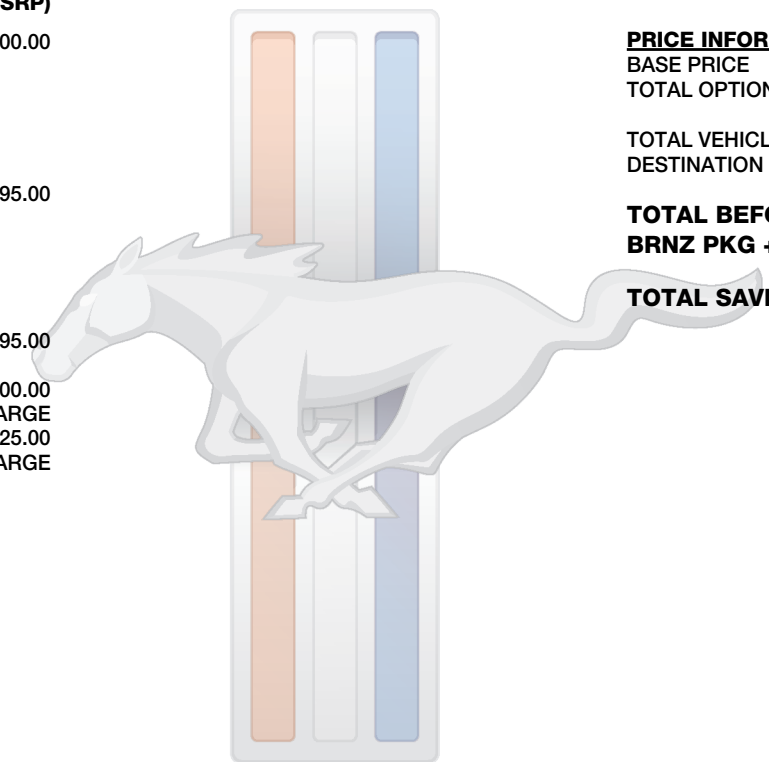 SRP)
00.00
95.00
95.00
00.00
ARGE
25.00
ARGE
PRICE INFOR
BASE PRICE
TOTAL OPTION
TOTAL VEHICL
DESTINATION
TOTAL BEFO
BRNZ PKG +
TOTAL SAVI